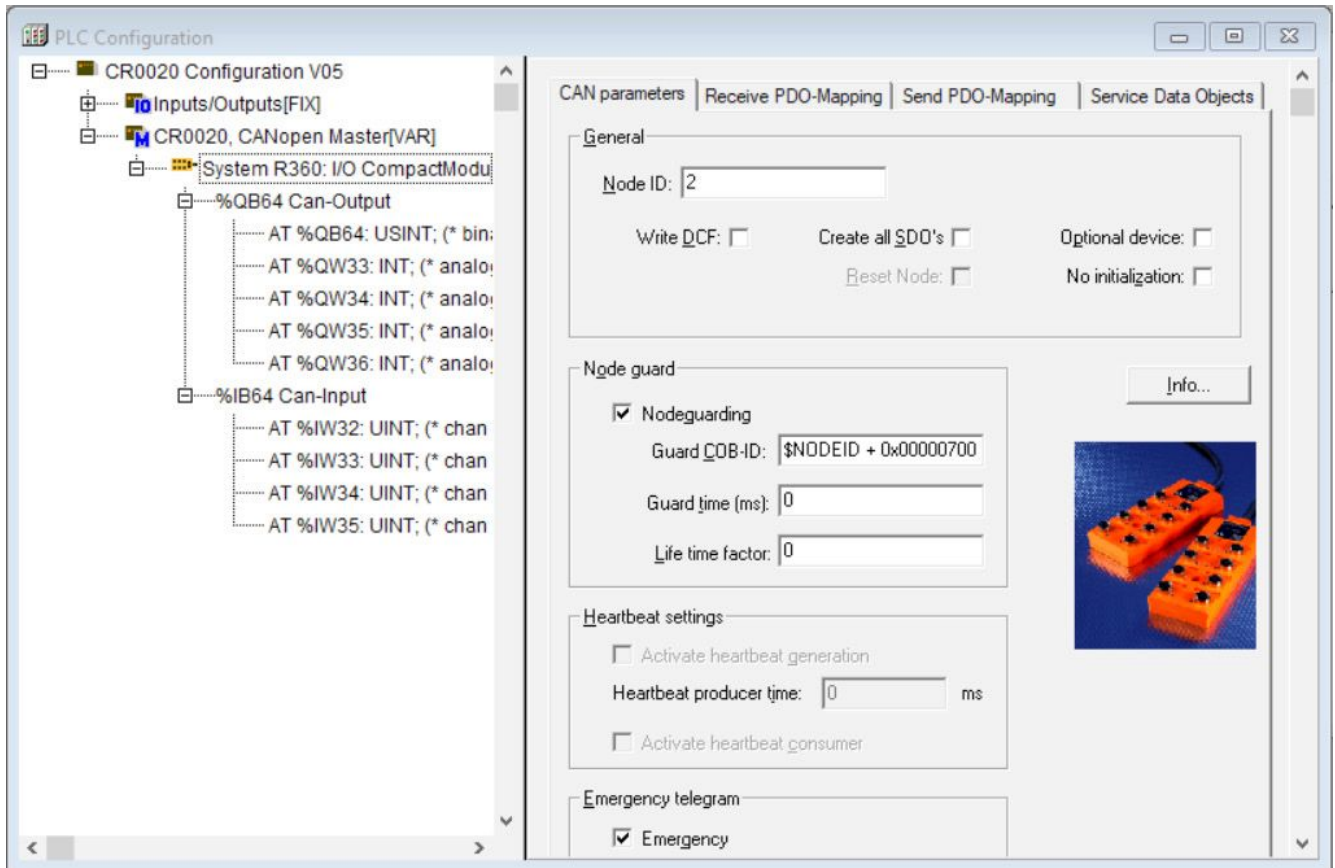 PLC Configuration
CR0020 Configuration V05
Inputs/Outputs[FIX]
CR0020, CANopen Master[VAR]
System R360: I/O CompactModu
%QB64 Can-Output
AT %QB64: USINT; (* bin
AT %QW33: INT; (* analo
AT %QW34: INT; (* analo
AT %QW35: INT; (* analo
AT %QW36: INT; (* analo
%IB64 Can-Input
AT %IW32: UINT; (* chan
AT %IW33: UINT; (* chan
AT %IW34: UINT; (* chan
AT %IW35: UINT; (* chan
CAN parameters Receive PDO-Mapping Send PDO-Mapping Service Data Objects
General
Node ID: 2
Write DCF: Create all SDO's Optional device:
Reset Node: No initialization:
Node guard
Info...
Nodeguarding
Guard COB-ID: $NODEID + 0x00000700
Guard time (ms): 0
Life time factor: 0
Heartbeat settings
Activate heartbeat generation
Heartbeat producer time: 0 ms
Activate heartbeat consumer
Emergency telegram
Emergency